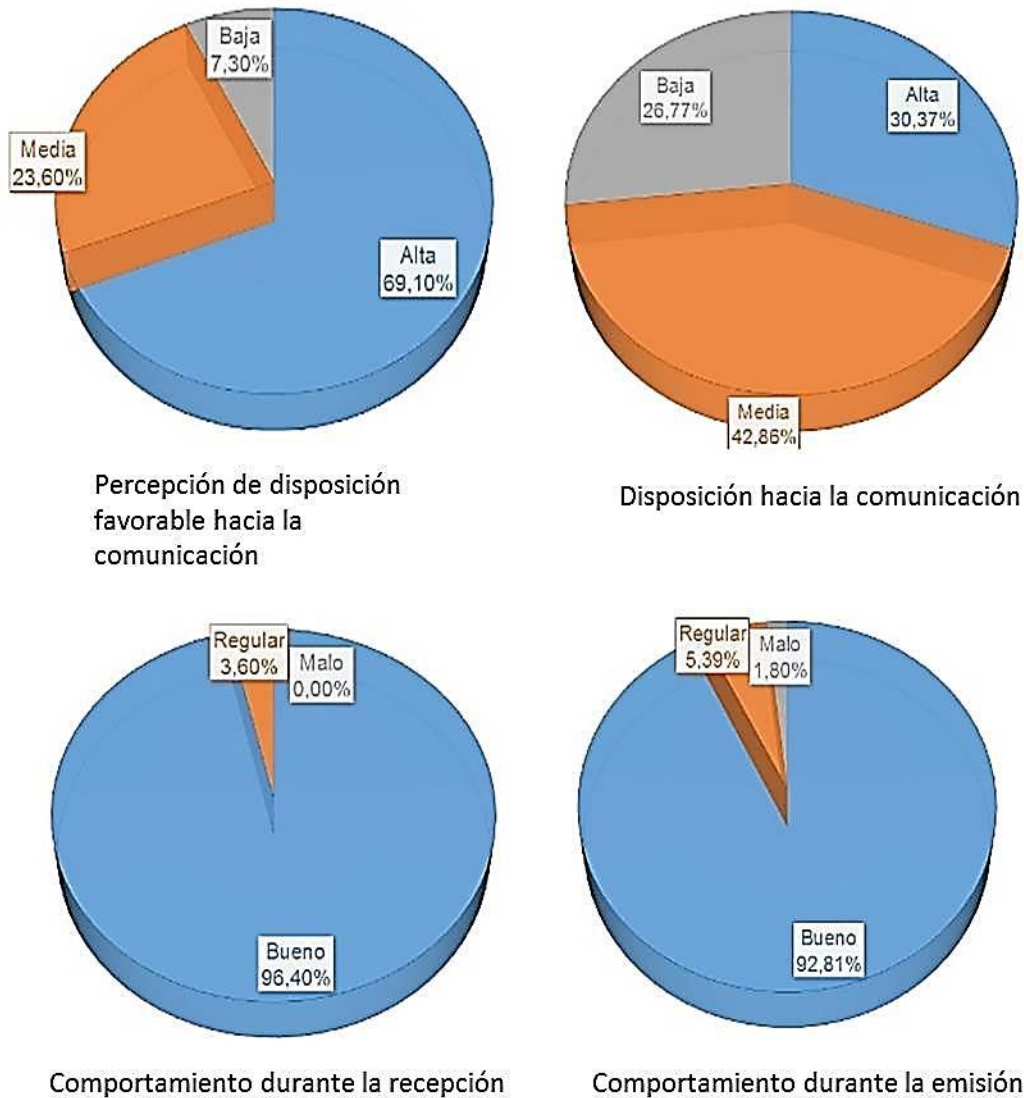 Baja
7,30%
Media
23,60%
Alta
69,10%
Percepción de disposición
favorable hacia la
comunicación
Baja
26,77%
Alta
30,37%
Media
42,86%
Disposición hacia la comunicación
Regular
3,60%
Malo
0,00%
Bueno
96,40%
Comportamiento durante la recepción
Regular
5,39%
Malo
1,80%
Bueno
92,81%
Comportamiento durante la emisión